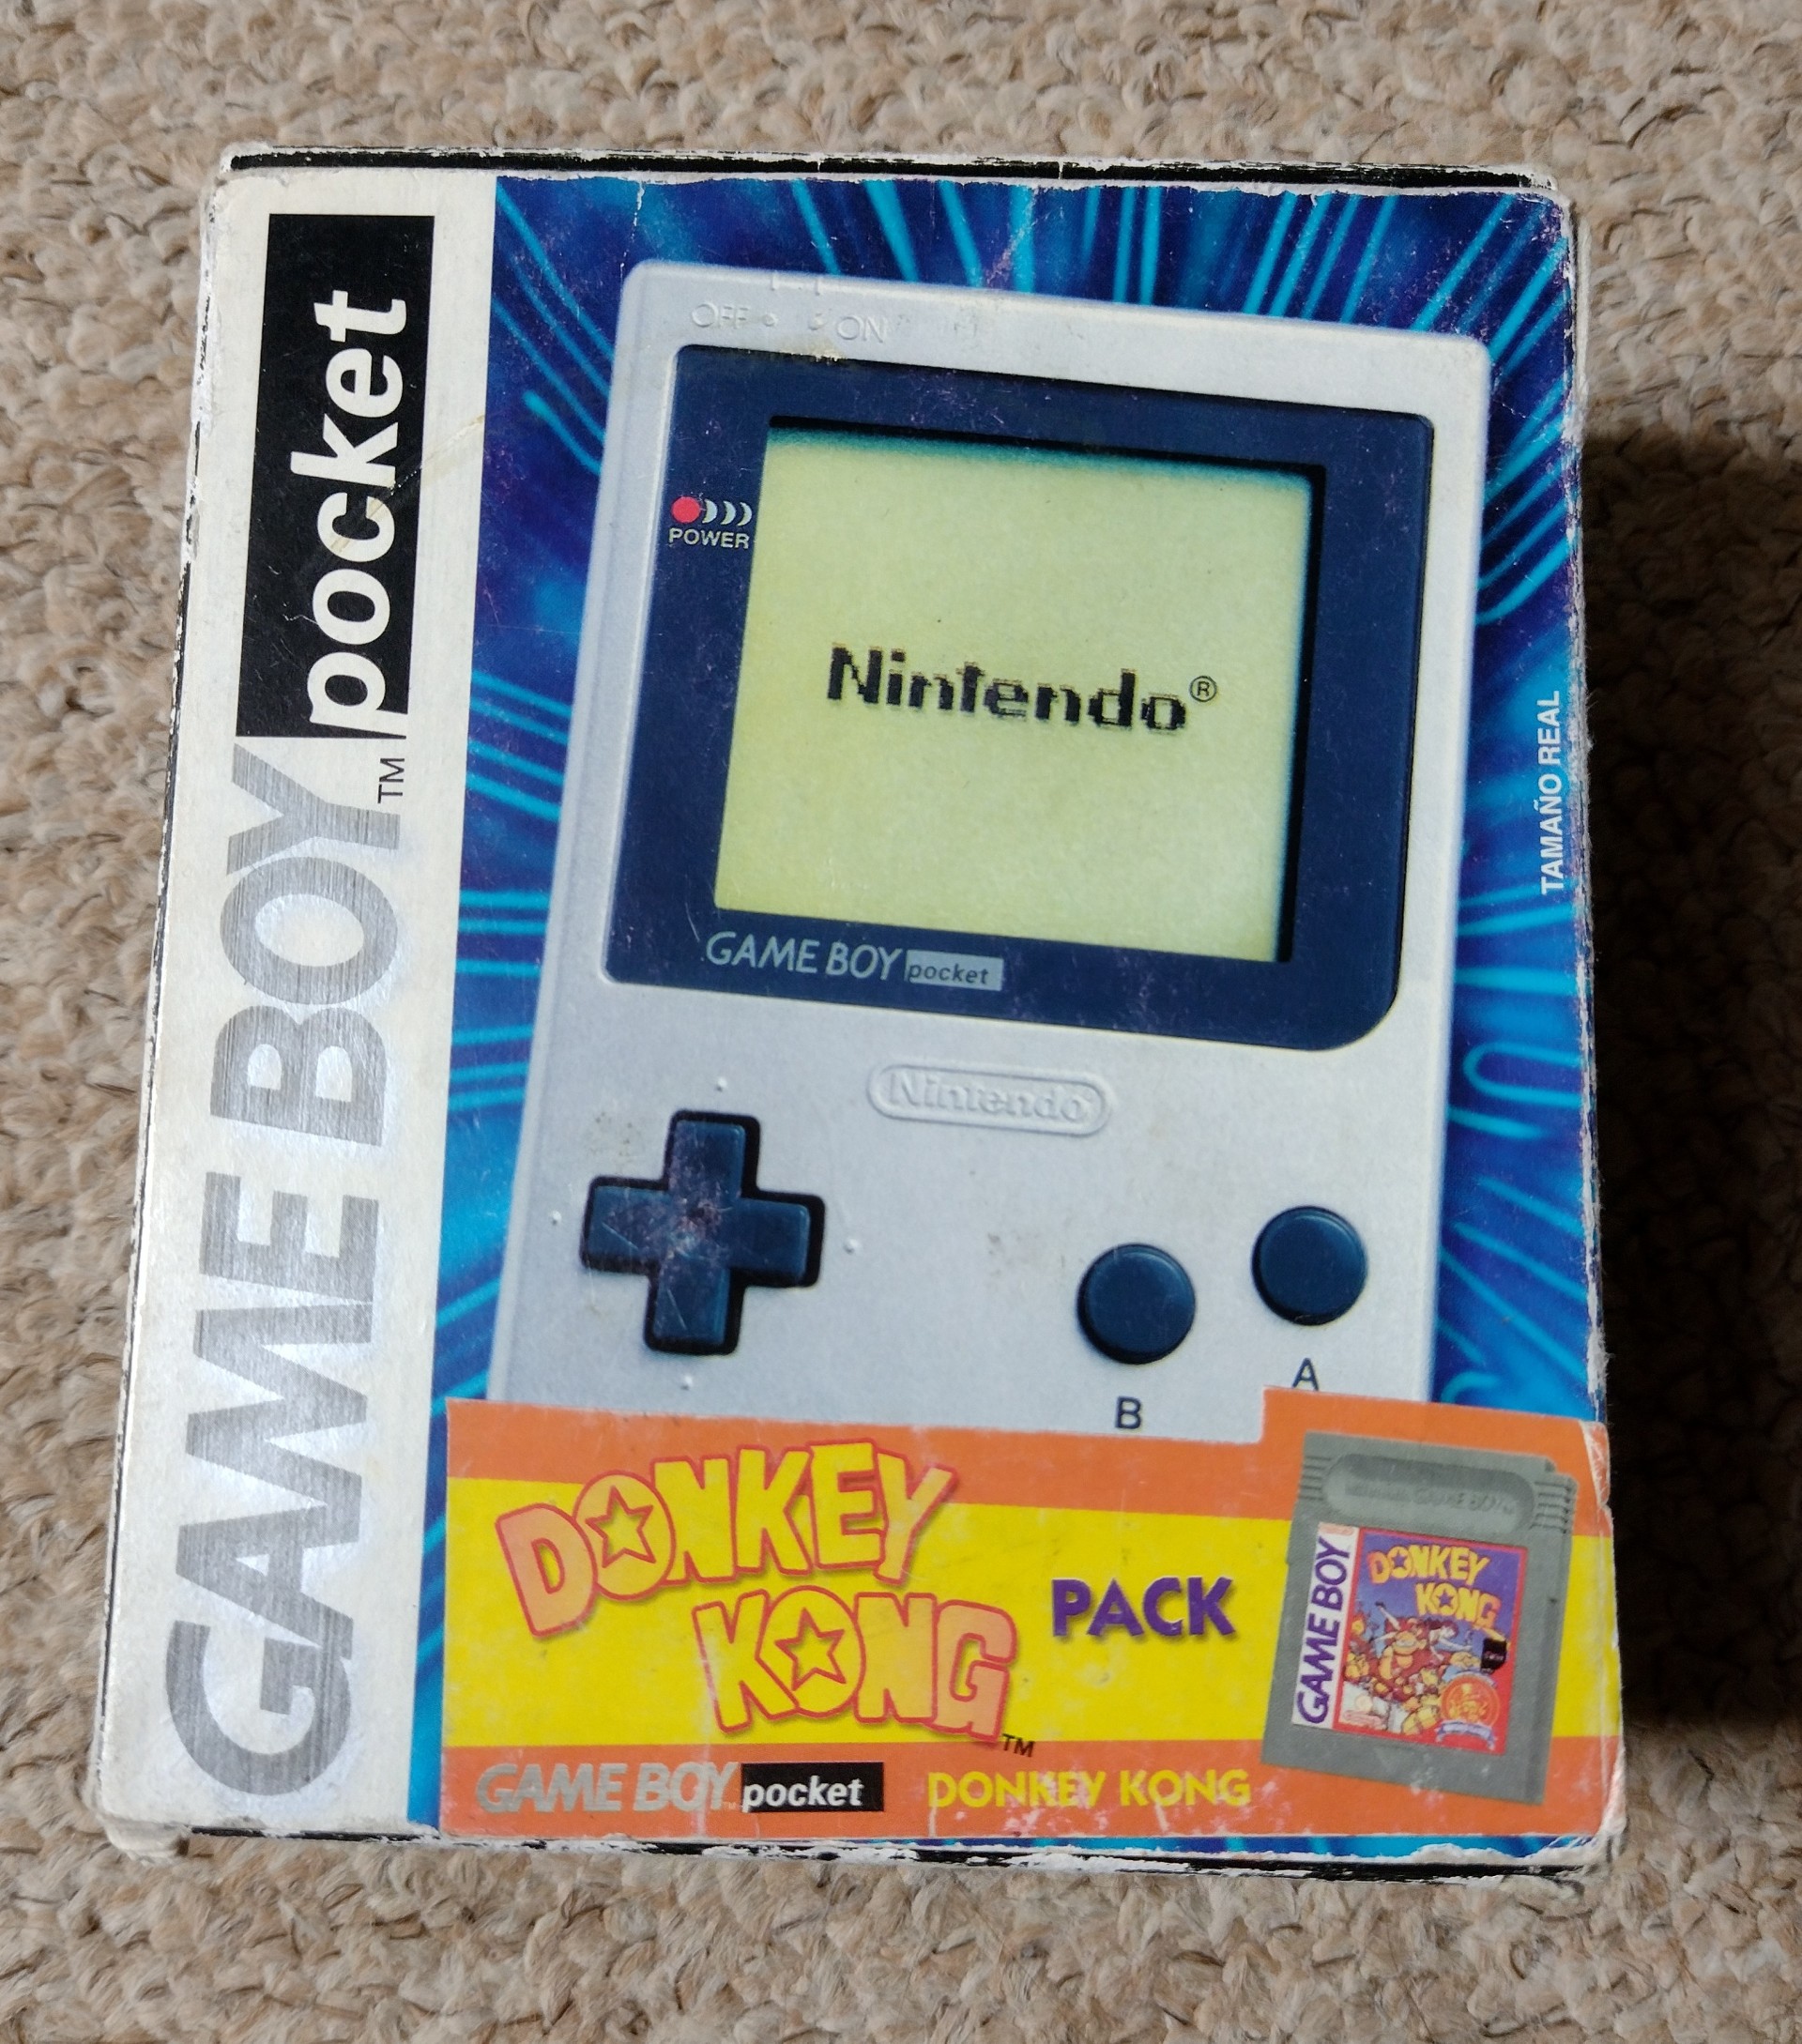 GAME BOY™ pocket
OFF ON
POWER
Nintendo®
GAME BOY pocket
Nintendo
TAMAÑO REAL
B
A
DONKEY
KONG™
PACK
GAME BOY
DONKEY
KONG
GAME BOY™ pocket DONKEY KONG